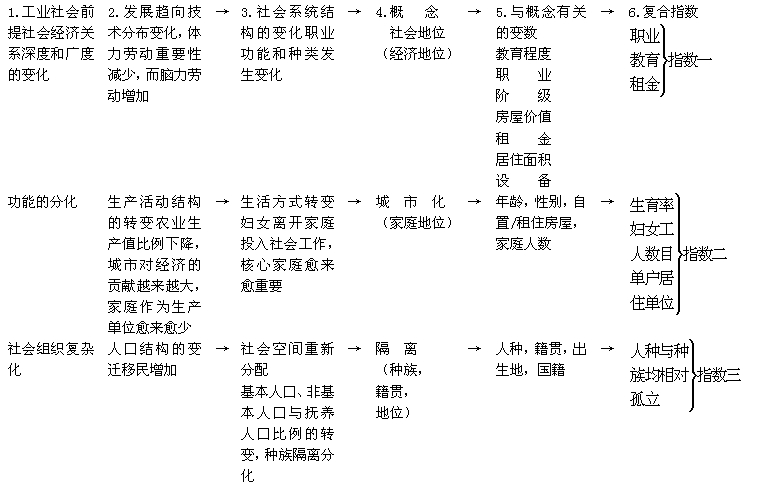 1.工业社会前提社会经济关系深度和广度的变化
2.发展趋向技术分布变化，体力劳动重要性减少，而脑力劳动增加
→
3.社会系统结构的变化职业功能和种类发生变化
→
4.概 念
社会地位
(经济地位)
→
5.与概念有关的变数
教育程度
职 业
阶 级
房屋价值
租 金
居住面积
设 备
→
6.复合指数
职业
教育
租金
指数一
功能的分化
生产活动结构的转变农业生产值比例下降，城市对经济的贡献越来越大，家庭作为生产单位愈来愈少
→
生活方式转变妇女离开家庭投入社会工作，核心家庭愈来愈重要
→
城 市 化
(家庭地位)
→
年龄，性别，自置/租住房屋，家庭人数
→
生育率
妇女工
人数目
单户居
住单位
指数二
社会组织复杂化
人口结构的变迁移民增加
→
社会空间重新分配
基本人口、非基本人口与抚养人口比例的转变，种族隔离分化
→
隔 离
(种族，
籍贯，
地位)
→
人种，籍贯，出生地，国籍
→
人种与种
族均相对
孤立
指数三